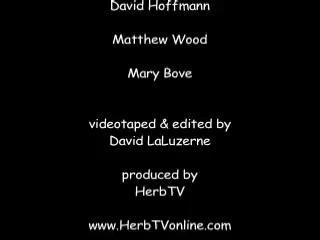 David Hoffmann
Matthew Wood
Mary Bove
videotaped & edited by
David LaLuzerne
produced by
HerbTV
www.HerbTVonline.com